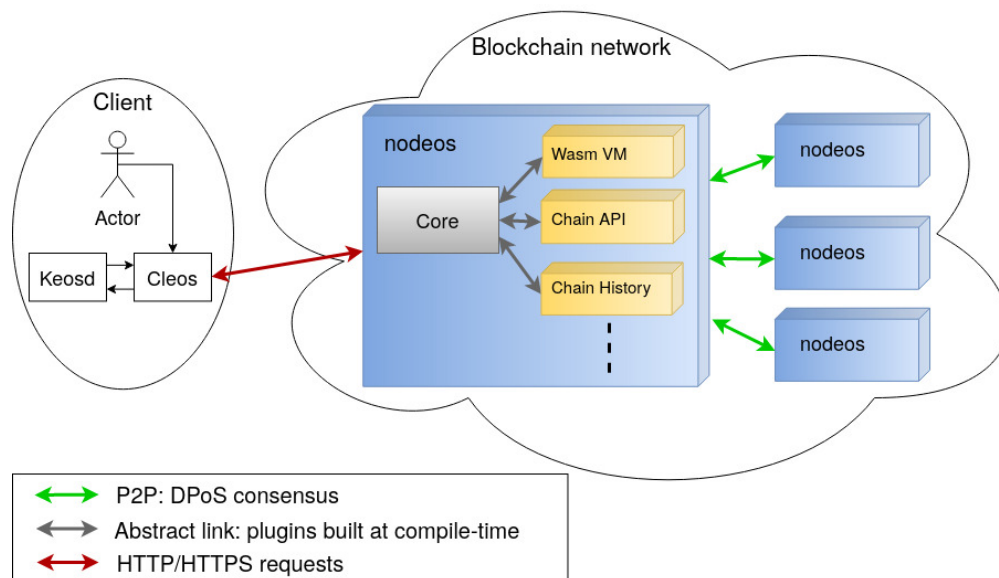 Blockchain network
Client
Actor
Keosd
Cleos
nodeos
Core
Wasm VM
Chain API
Chain History
nodeos
nodeos
nodeos
P2P: DPoS consensus
Abstract link: plugins built at compile-time
HTTP/HTTPS requests